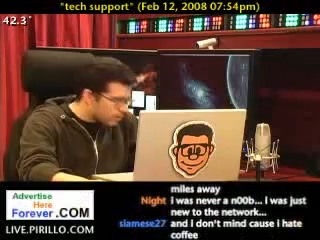 "tech support" (Feb 12, 2008 07:54pm)
42.3°
Advertise
Here
Forever .COM
LIVE.PIRILLO.COM
miles away
Night i was never a n00b... i was just
new to the network...
slamese27 and i don't mind cause i hate
coffee